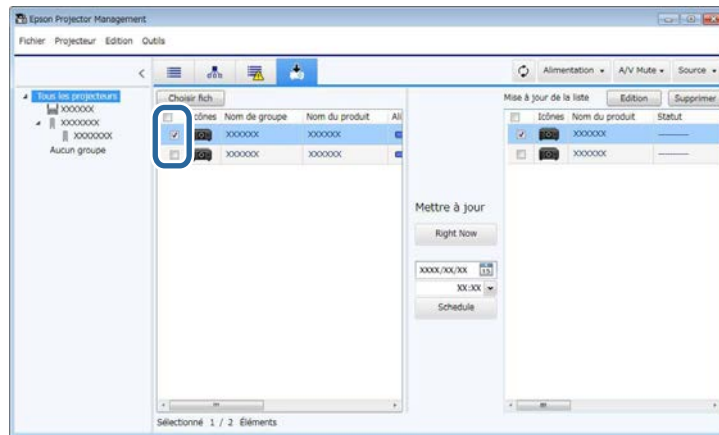 Epson Projector Management
Fichier Projecteur Edition Outils
< Alimentation A/V Mute Source
Tous les projecteurs
XXXXXX
XXXXXXX
XXXXXXX
Aucun groupe
Choisir fich
Icônes Nom de groupe Nom du produit Ali
XXXXXX XXXXXX
XXXXXX XXXXXX
Mettre à jour
Right Now
XXXX/XX/XX 15
XX:XX
Schedule
Mise à jour de la liste Edition Supprimer
Icônes Nom du produit Statut
XXXXXX ———
XXXXXX ———
Sélectionné 1 / 2 Éléments